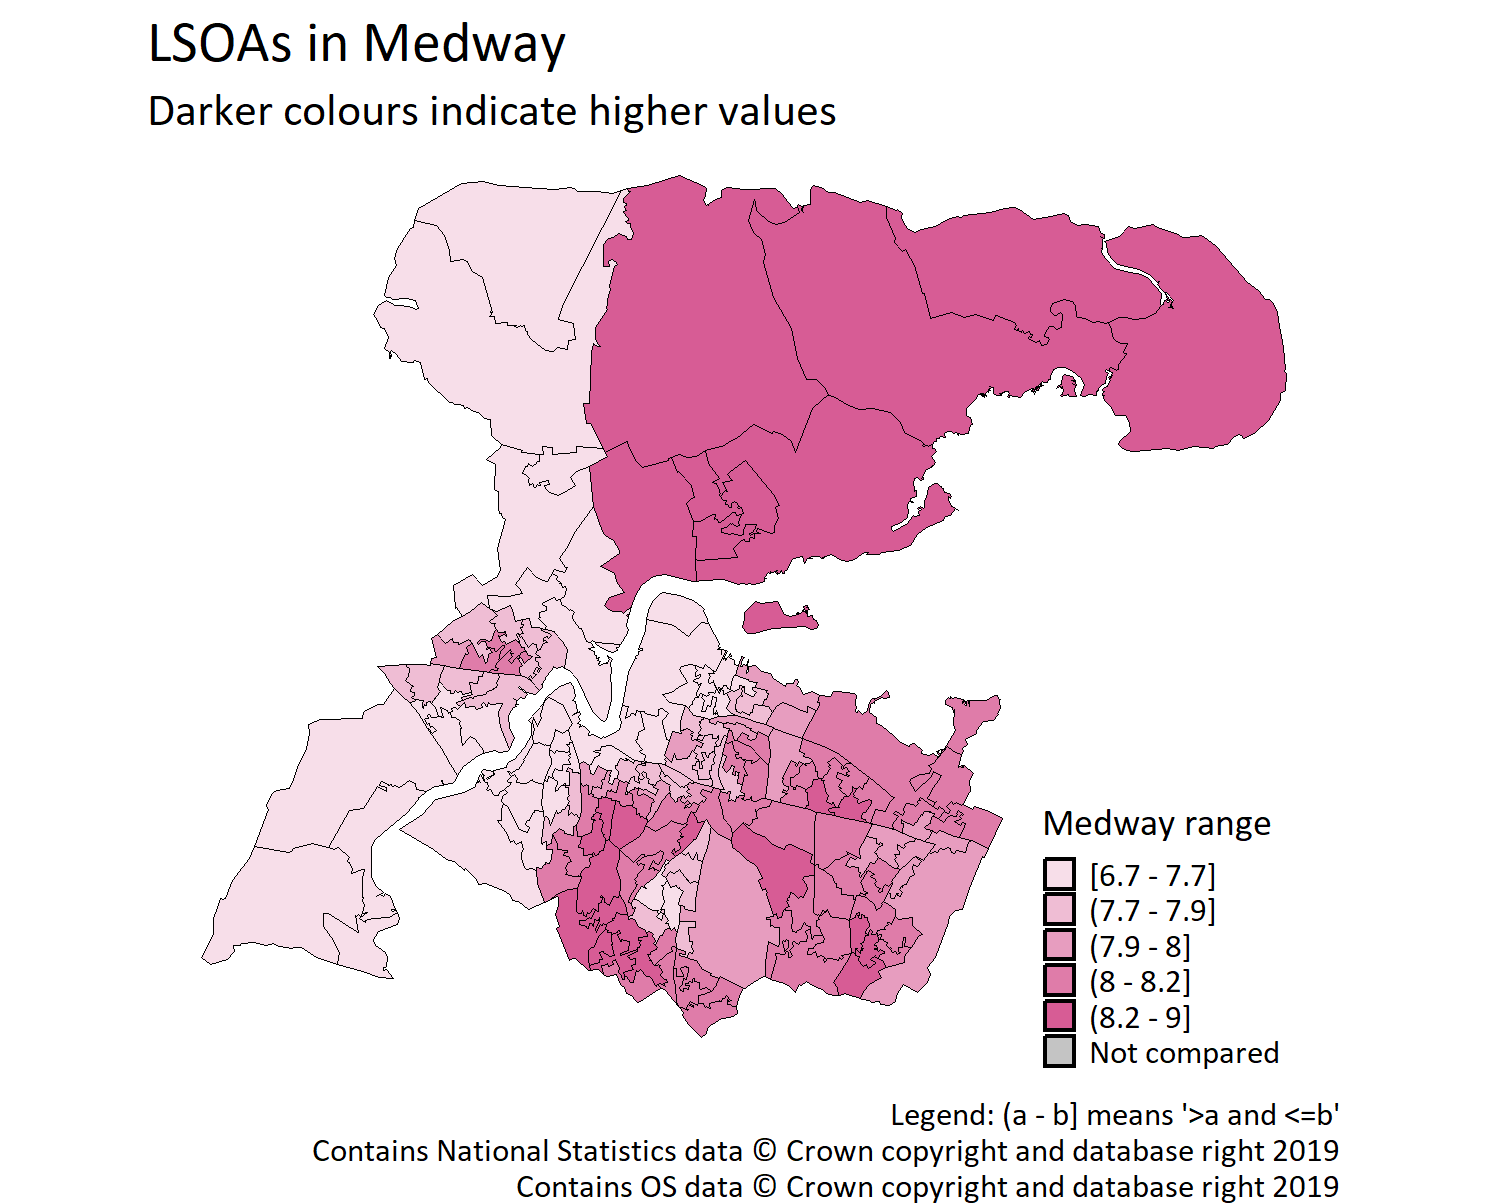 LSOAs in Medway
Darker colours indicate higher values
Medway range
[6.7 - 7.7]
(7.7 - 7.9]
(7.9 - 8]
(8 - 8.2]
(8.2 - 9]
Not compared
Legend: (a - b] means '>a and <=b'
Contains National Statistics data © Crown copyright and database right 2019
Contains OS data © Crown copyright and database right 2019